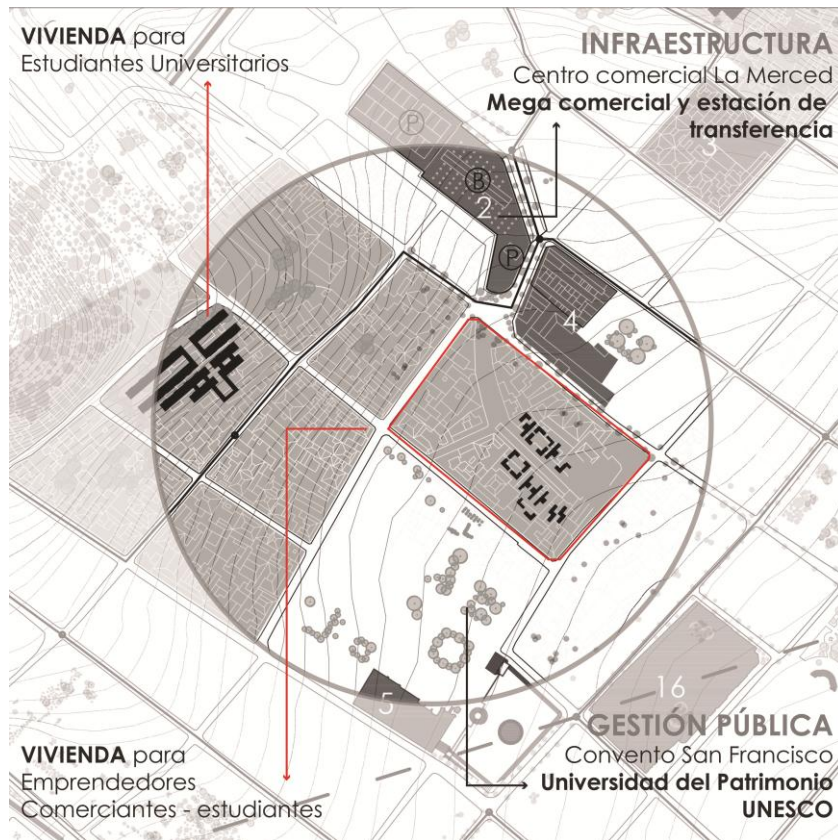 VIVIENDA para
Estudiantes Universitarios
INFRAESTRUCTURA
Centro comercial La Merced
Mega comercial y estación de
transferencia
P
3
B
2
P
4
5
16
VIVIENDA para
Emprendedores
Comerciantes - estudiantes
GESTIÓN PÚBLICA
Convento San Francisco
Universidad del Patrimonio
UNESCO